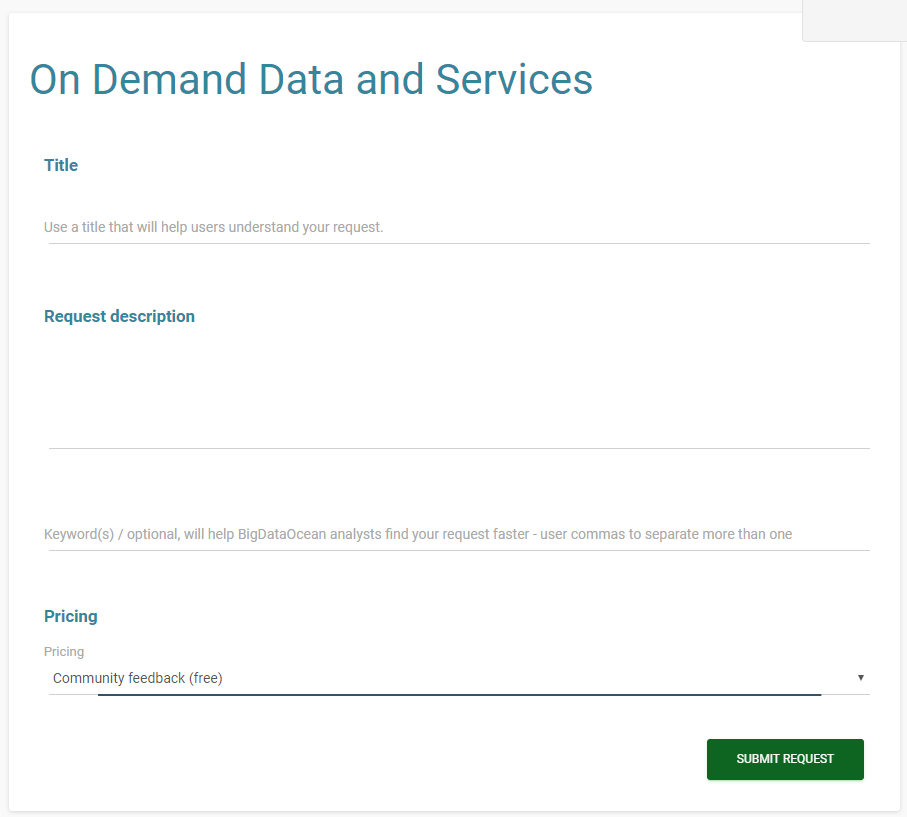 On Demand Data and Services
Title
Use a title that will help users understand your request.
Request description
Keyword(s) / optional, will help BigDataOcean analysts find your request faster - user commas to separate more than one
Pricing
Pricing
Community feedback (free)
SUBMIT REQUEST